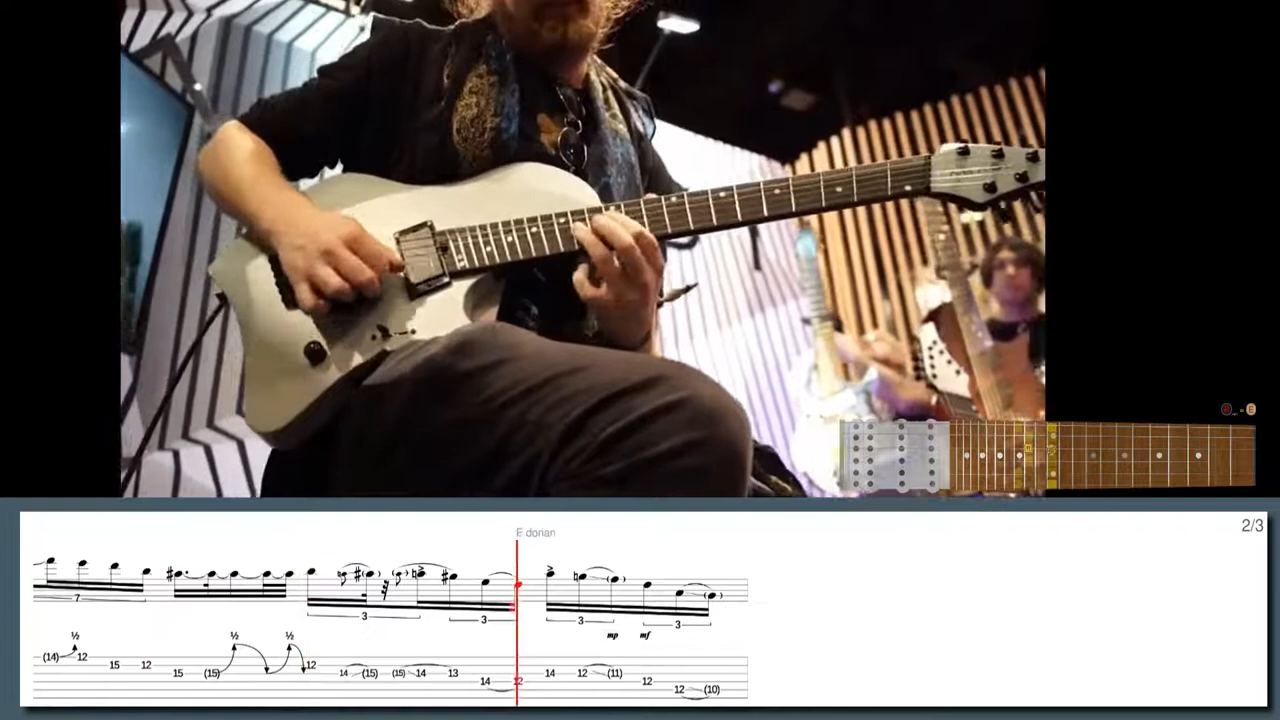 E dorian
2/3
7
3
3
3
3
mp mf
½ ½ ½
(14) 12 15 12 15 (15) 12 14 (15) (15) 14 13 14 12 14 12 (11) 12 12 (10)